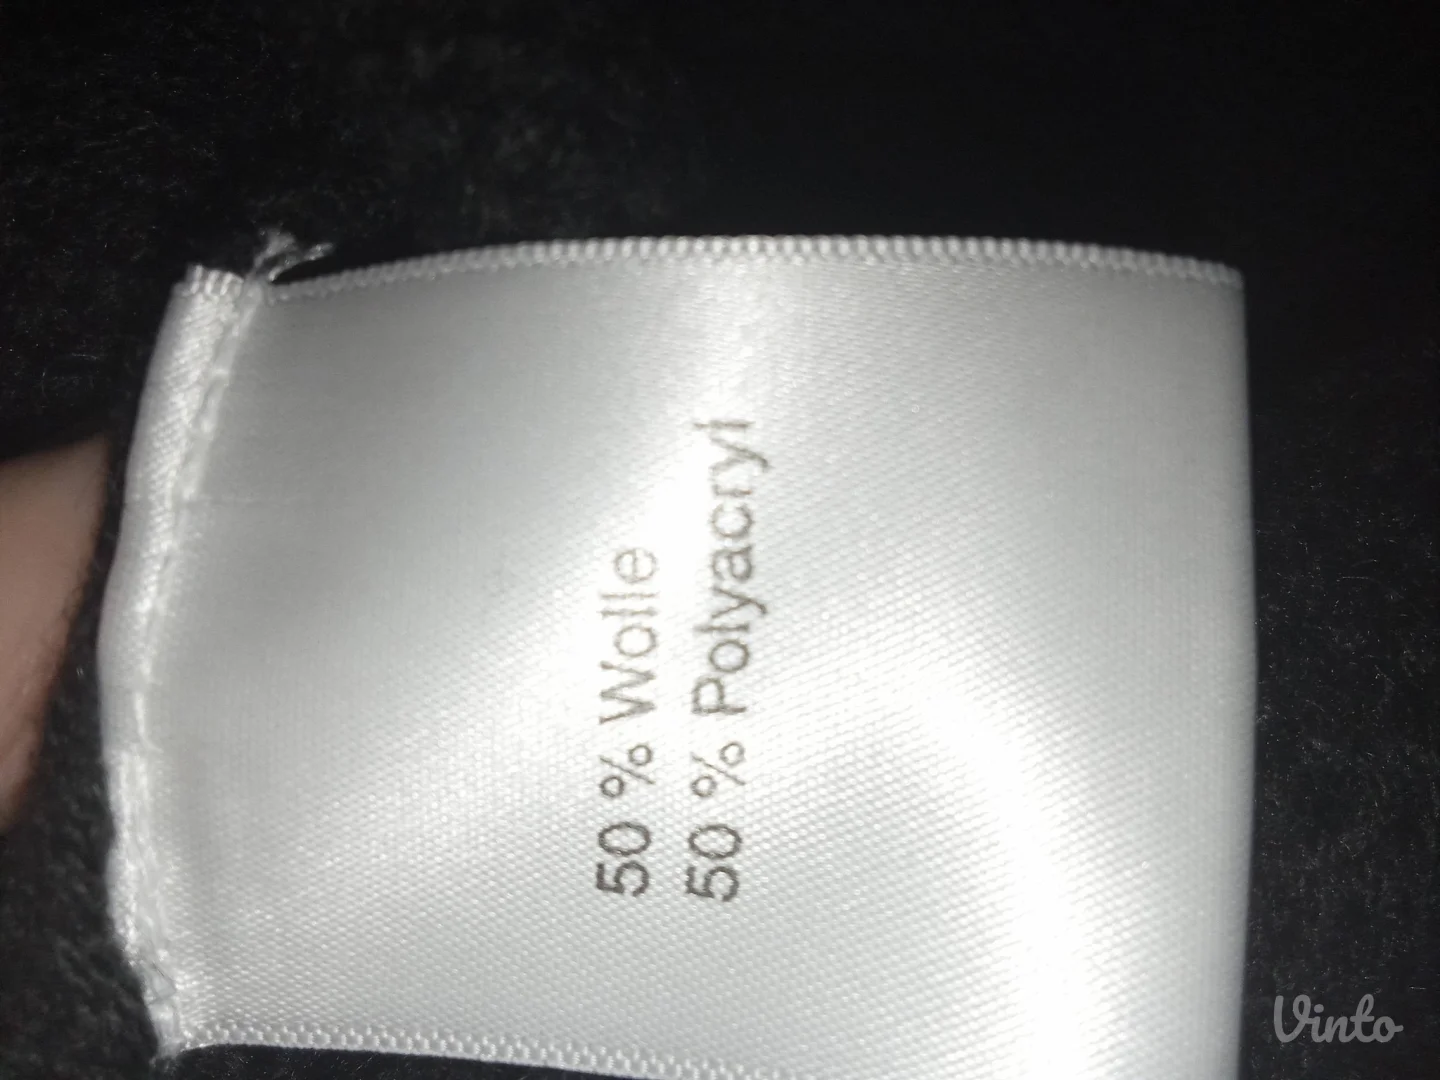 50 % Wolle
50 % Polyacryl
Vinto